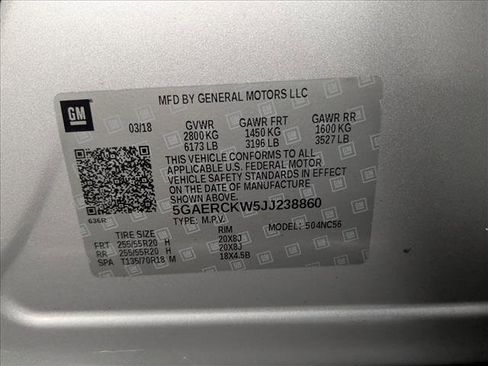 GM
MFD BY GENERAL MOTORS LLC
03/18 GVWR GAWR FRT GAWR RR
2800 KG 1450 KG 1600 KG
6173 LB 3196 LB 3527 LB
THIS VEHICLE CONFORMS TO ALL
APPLICABLE U.S. FEDERAL MOTOR
VEHICLE SAFETY STANDARDS IN EFFECT
ON THE DATE OF MANUFACTURE
SHOWN ABOVE.
636R 5GAERCKW5JJ238860
TYPE: M.P.V. MODEL: 504NC56
TIRE SIZE RIM
FRT 255/55R20 H 20X8J
RR 255/55R20 H 20X8J
SPA T135/70R18 M 18X4.5B